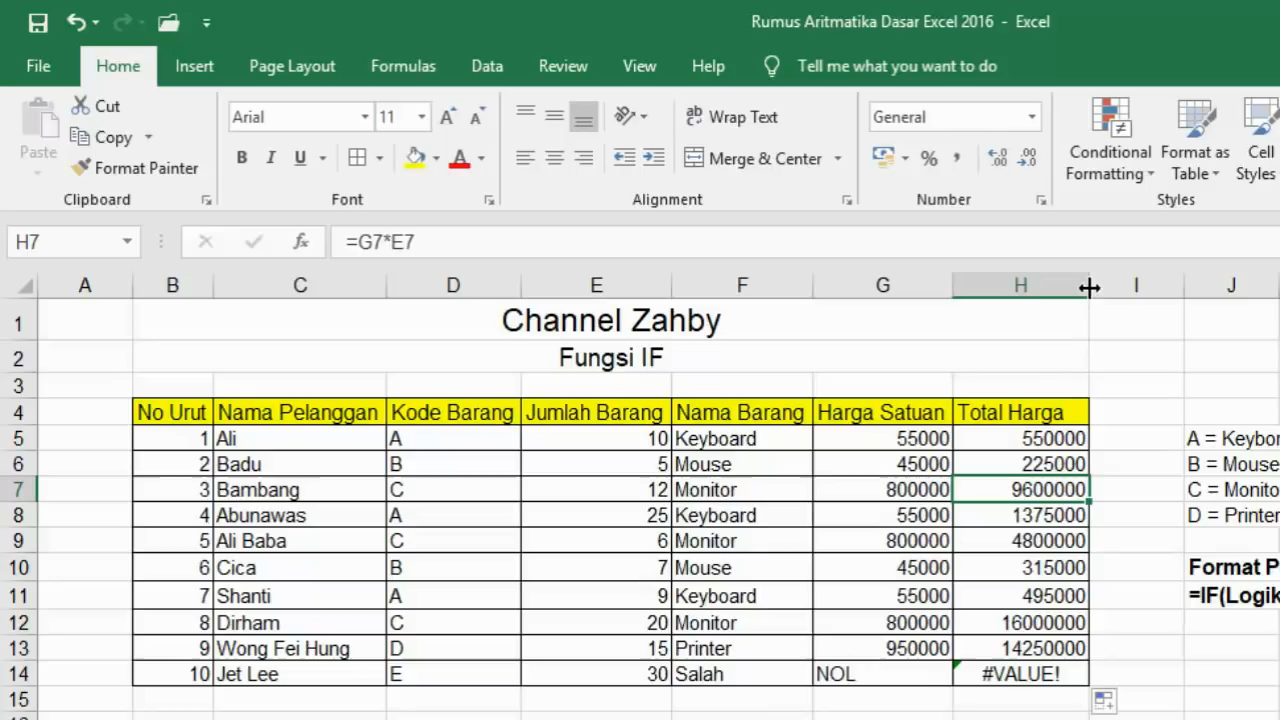 Rumus Aritmatika Dasar Excel 2016 - Excel
File Home Insert Page Layout Formulas Data Review View Help Tell me what you want to do
Paste Cut Copy Format Painter Clipboard
Arial 11 B I U A Font
Wrap Text Merge & Center Alignment
General % Number
Conditional Formatting Format as Table Cell Styles Styles
H7 fx =G7*E7
A B C D E F G H I J
1 Channel Zahby
2 Fungsi IF
3
4 No Urut Nama Pelanggan Kode Barang Jumlah Barang Nama Barang Harga Satuan Total Harga
5 1 Ali A 10 Keyboard 55000 550000 A = Keybo
6 2 Badu B 5 Mouse 45000 225000 B = Mouse
7 3 Bambang C 12 Monitor 800000 9600000 C = Monito
8 4 Abunawas A 25 Keyboard 55000 1375000 D = Printer
9 5 Ali Baba C 6 Monitor 800000 4800000
10 6 Cica B 7 Mouse 45000 315000 Format P
11 7 Shanti A 9 Keyboard 55000 495000 =IF(Logik
12 8 Dirham C 20 Monitor 800000 16000000
13 9 Wong Fei Hung D 15 Printer 950000 14250000
14 10 Jet Lee E 30 Salah NOL #VALUE!
15